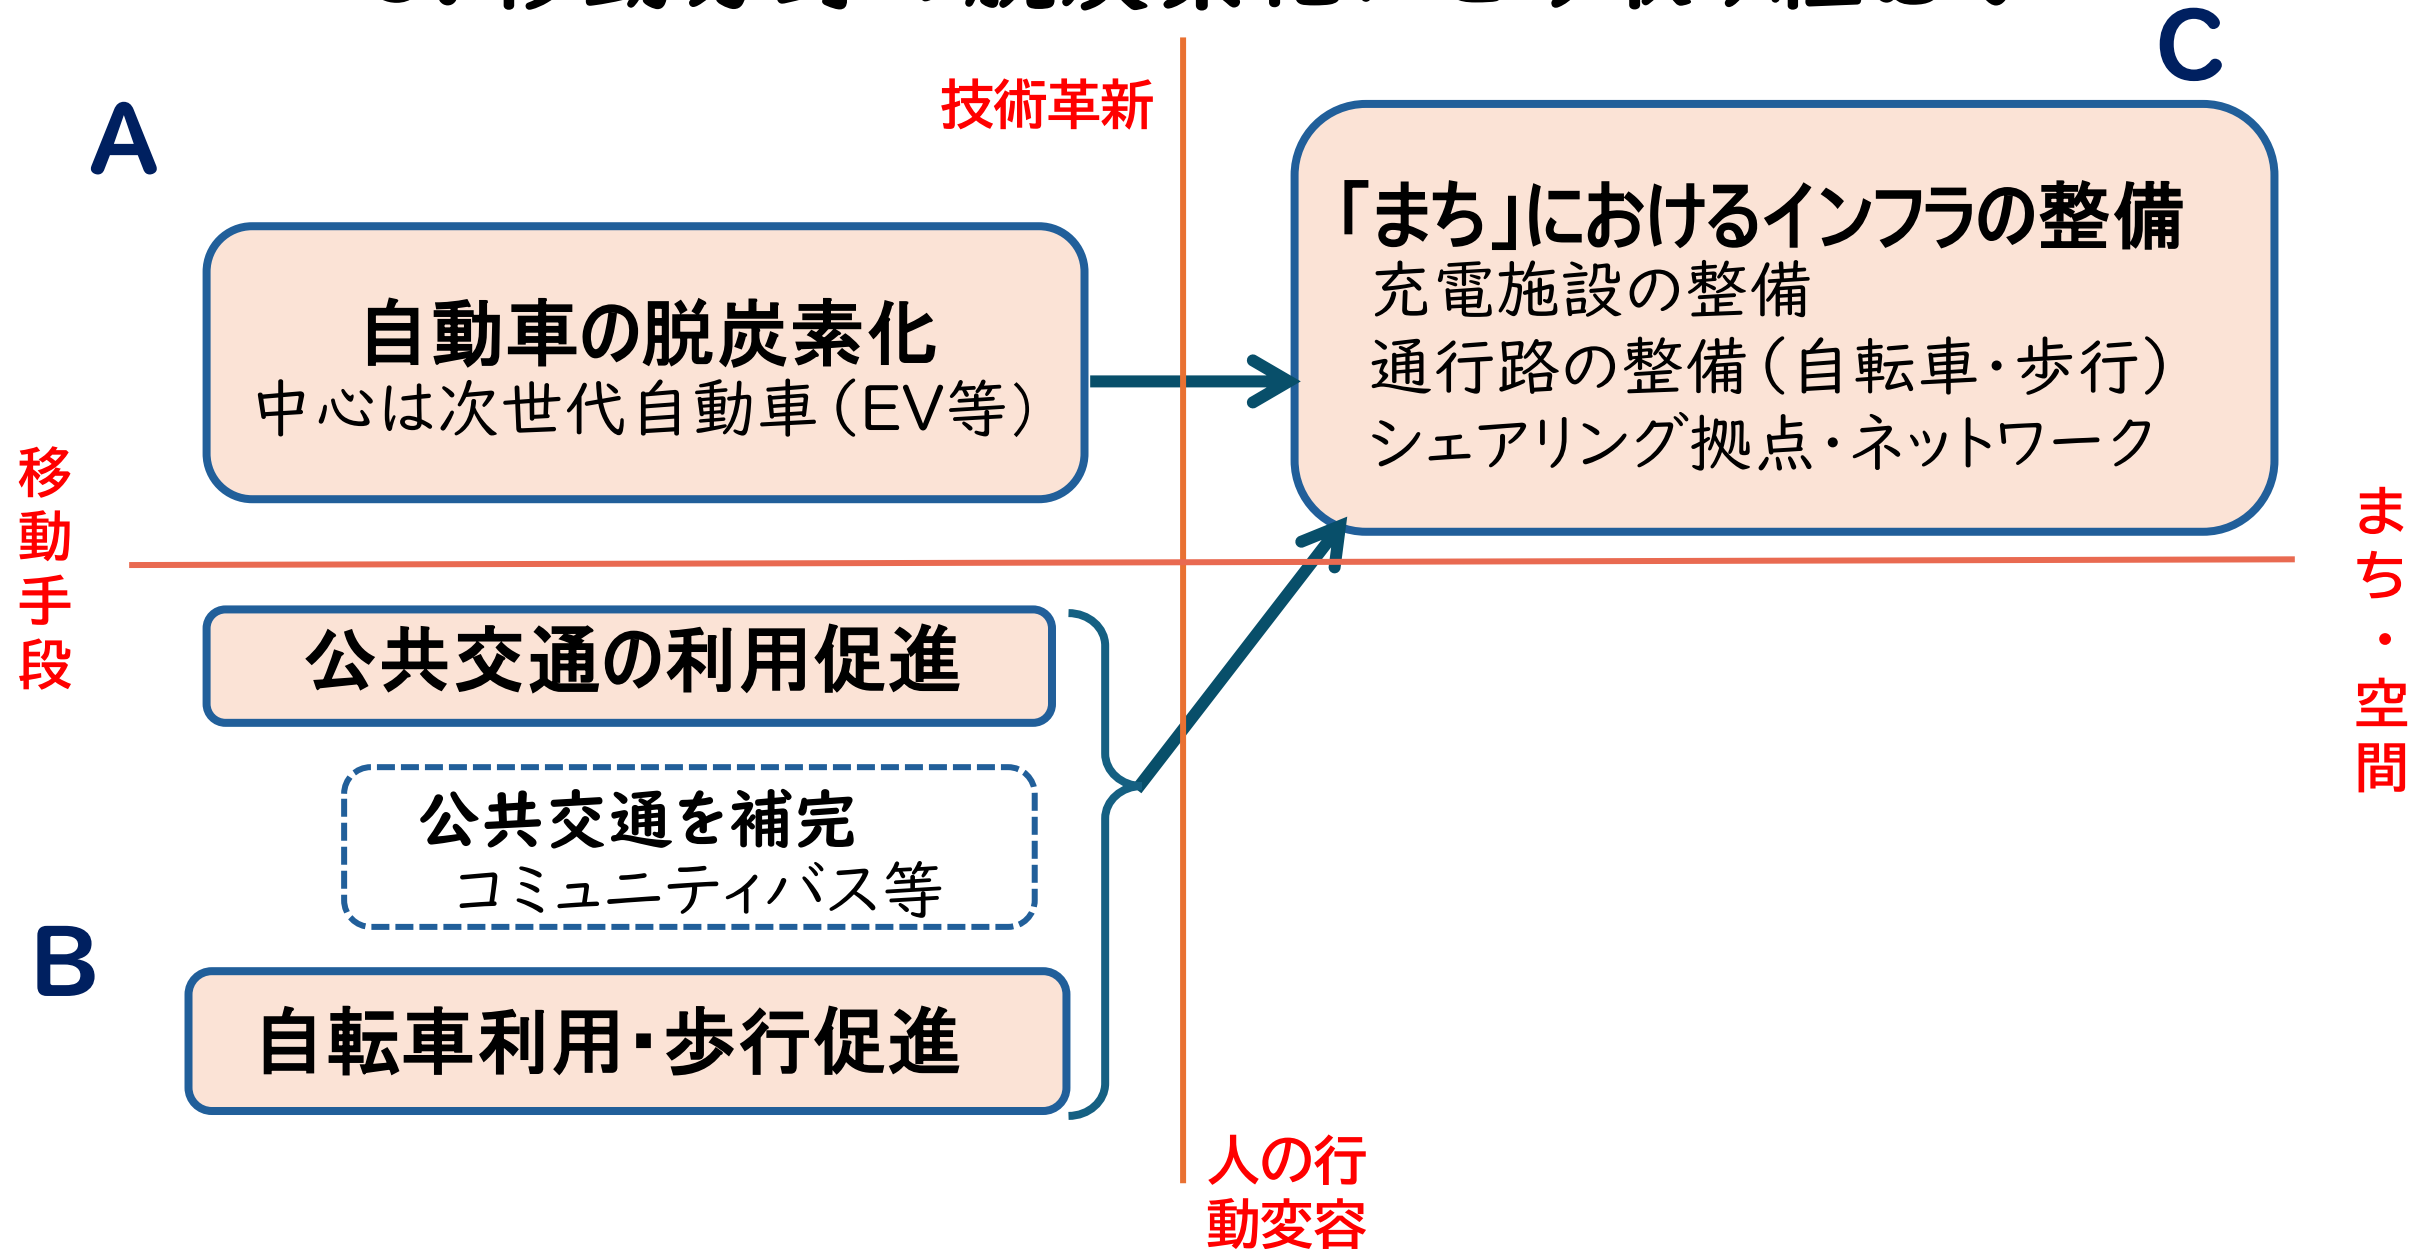 C
技術革新
A
「まち」におけるインフラの整備
充電施設の整備
通行路の整備（自転車・歩行）
シェアリング拠点・ネットワーク
自動車の脱炭素化
中心は次世代自動車（EV等）
移動手段
まち・空間
公共交通の利用促進
公共交通を補完
コミュニティバス等
B
自転車利用・歩行促進
人の行
動変容